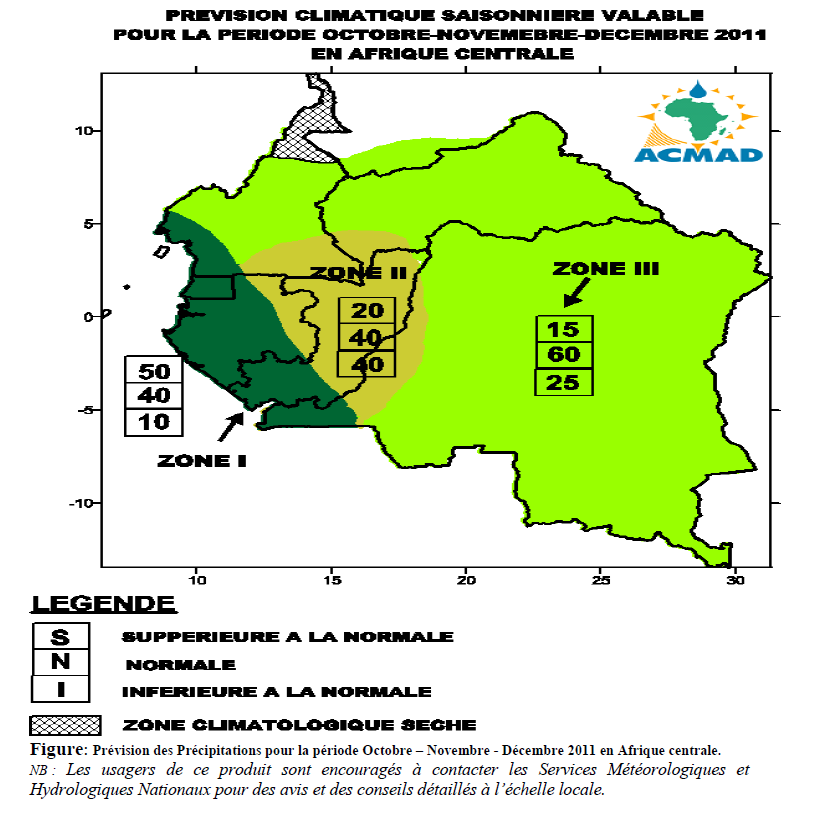 PREVISION CLIMATIQUE SAISONNIERE VALABLE
POUR LA PERIODE OCTOBRE-NOVEMEBRE-DECEMBRE 2011
EN AFRIQUE CENTRALE
ACMAD
10
5
0
-5
-10
10
15
20
25
30
ZONE II
20
40
40
ZONE III
15
60
25
50
40
10
ZONE I
LEGENDE
S SUPPERIEURE A LA NORMALE
N NORMALE
I INFERIEURE A LA NORMALE
ZONE CLIMATOLOGIQUE SECHE
Figure: Prévision des Précipitations pour la période Octobre – Novembre - Décembre 2011 en Afrique centrale.
NB : Les usagers de ce produit sont encouragés à contacter les Services Météorologiques et
Hydrologiques Nationaux pour des avis et des conseils détaillés à l’échelle locale.